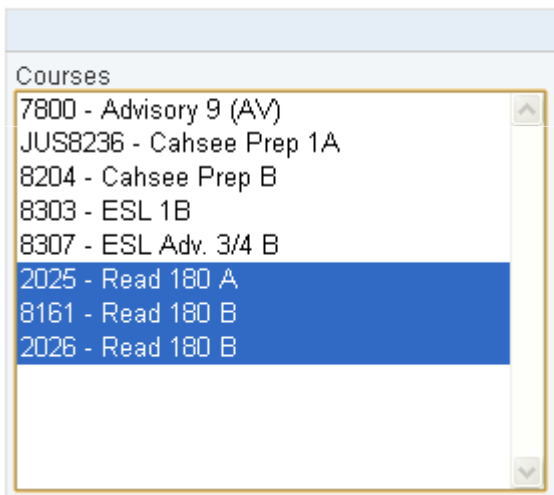 Courses
7800 - Advisory 9 (AV)
JUS8236 - Cahsee Prep 1A
8204 - Cahsee Prep B
8303 - ESL 1B
8307 - ESL Adv. 3/4 B
2025 - Read 180 A
8161 - Read 180 B
2026 - Read 180 B